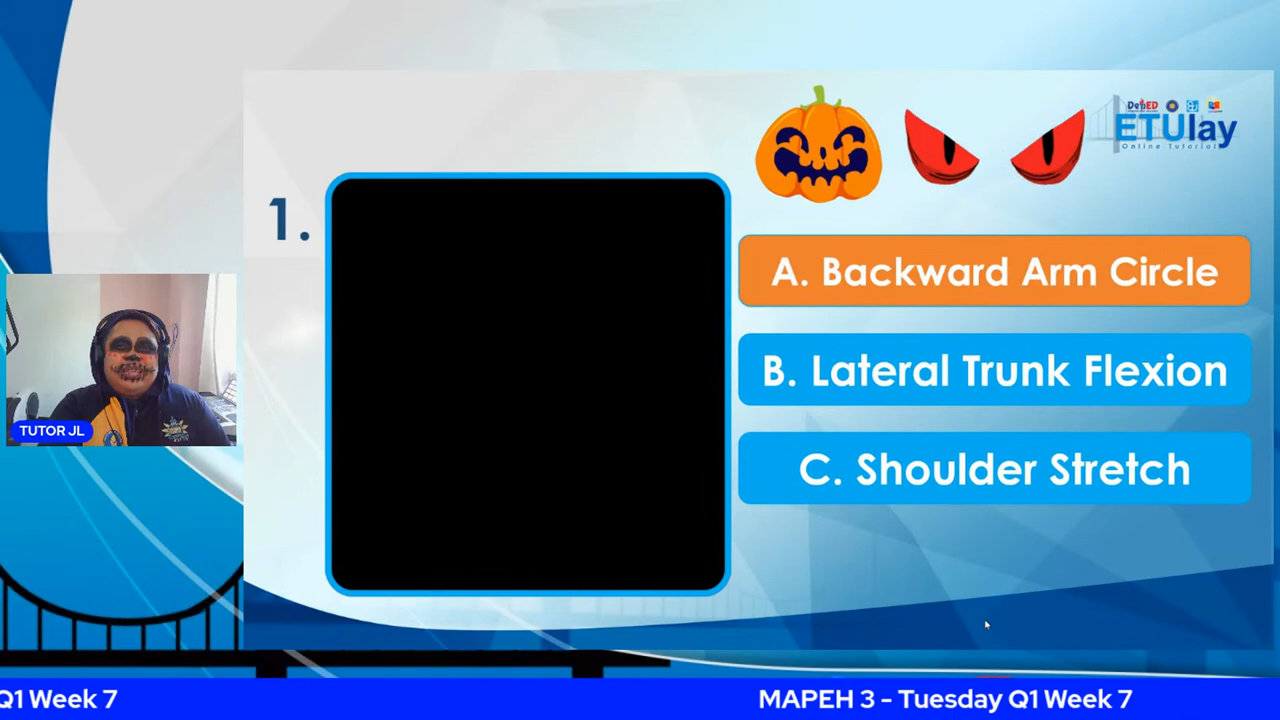 DepED
ETUlay
Online Tutorial
1.
A. Backward Arm Circle
B. Lateral Trunk Flexion
C. Shoulder Stretch
TUTOR JL
Q1 Week 7
MAPEH 3 - Tuesday Q1 Week 7